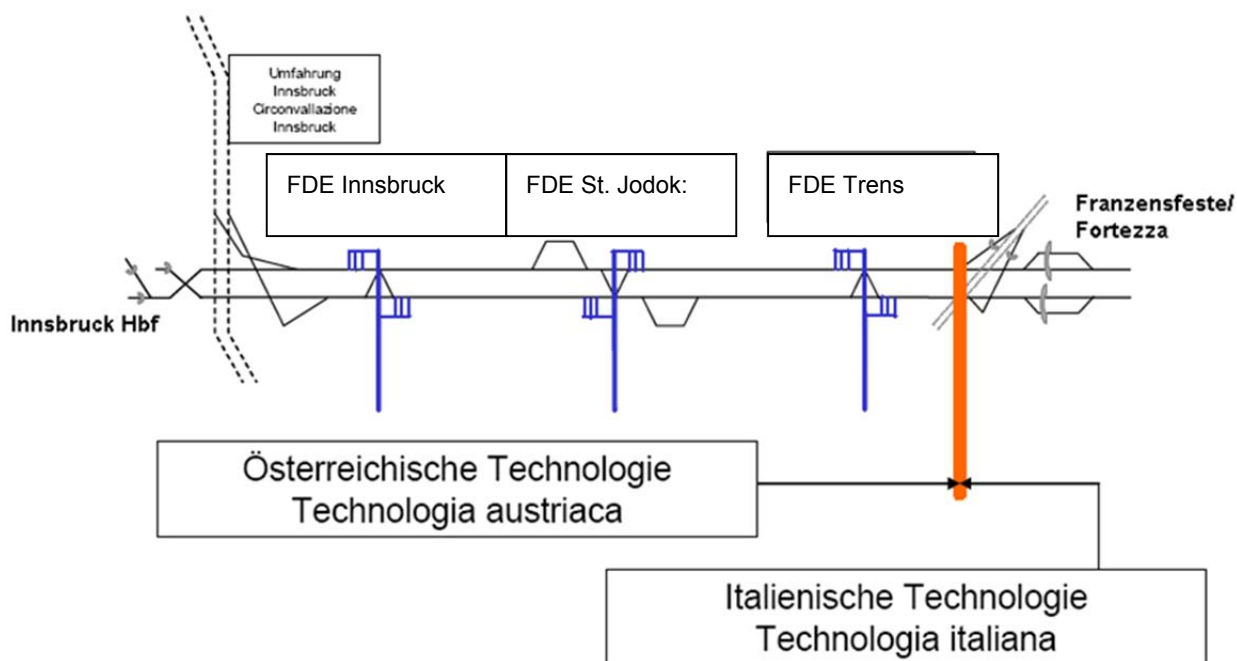 Umfahrung
Innsbruck
Circonvallazione
Innsbruck
FDE Innsbruck
FDE St. Jodok:
FDE Trens
Franzensfeste/
Fortezza
Innsbruck Hbf
Österreichische Technologie
Technologia austriaca
Italienische Technologie
Technologia italiana